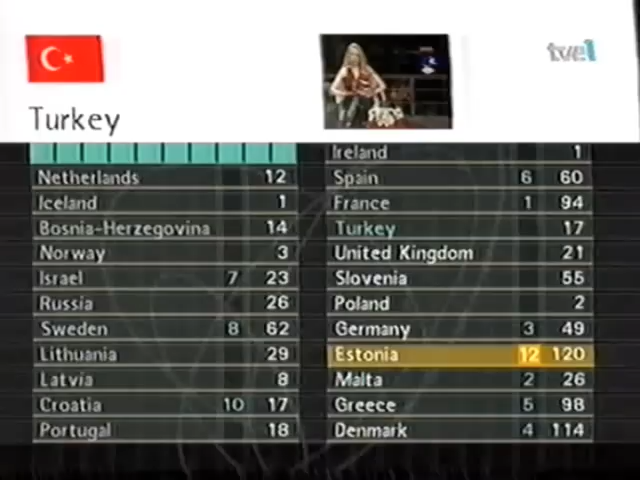 tve1
Turkey
Netherlands 12
Iceland 1
Bosnia-Herzegovina 14
Norway 3
Israel 7 23
Russia 26
Sweden 8 62
Lithuania 29
Latvia 8
Croatia 10 17
Portugal 18
Ireland 1
Spain 6 60
France 1 94
Turkey 17
United Kingdom 21
Slovenia 55
Poland 2
Germany 3 49
Estonia 12 120
Malta 2 26
Greece 5 98
Denmark 4 114